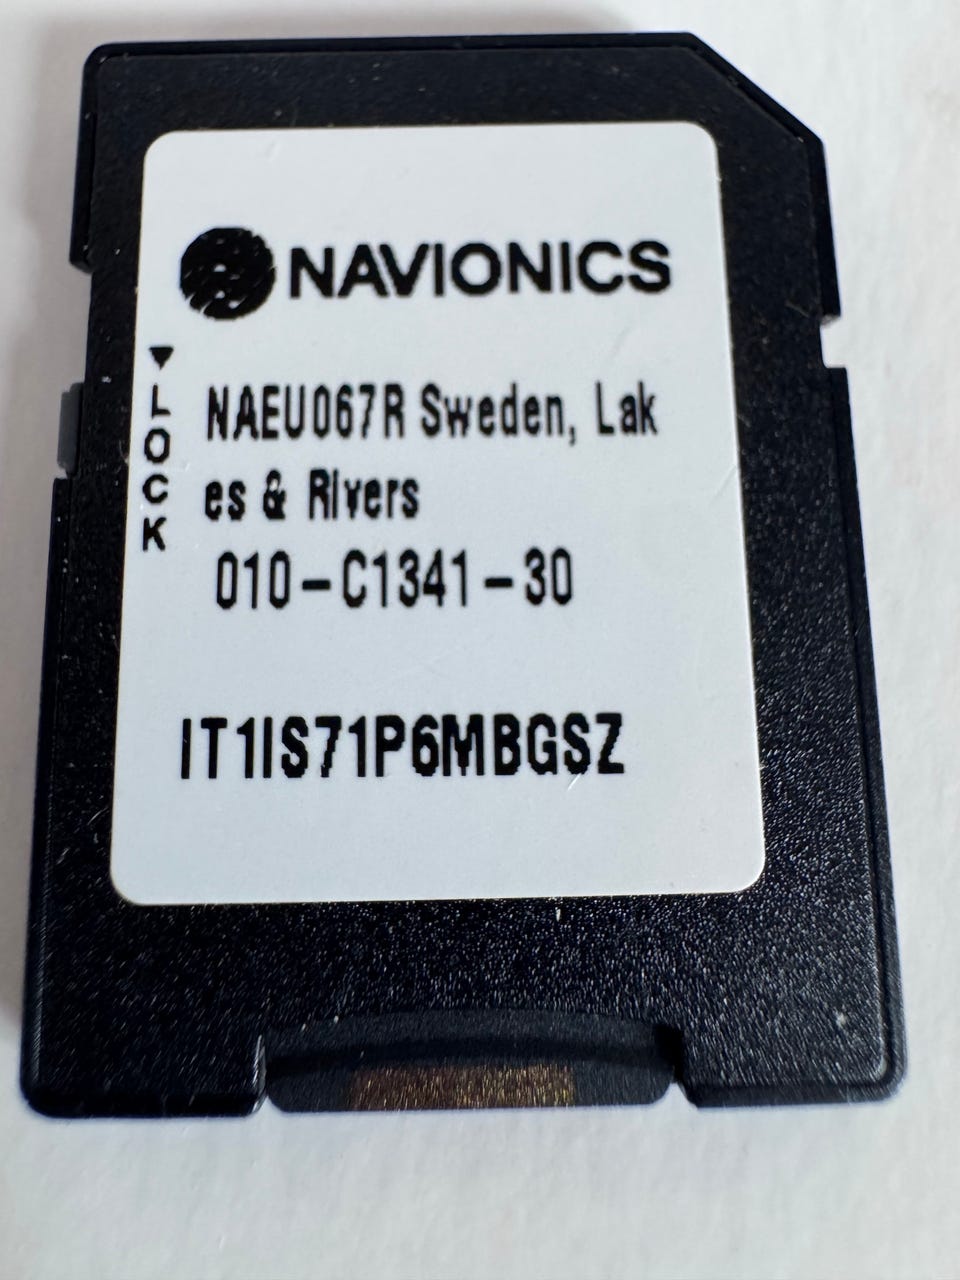 NAVIONICS
LOCK
NAEU067R Sweden, Lak
es & Rivers
010-C1341-30
IT1IS71P6MBGSZ